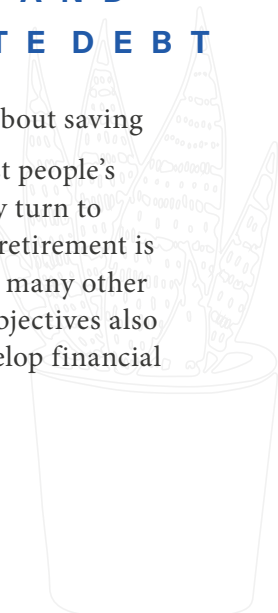 A N D
T E D E B T
bout saving
t people's
y turn to
retirement is
many other
bjectives also
elop financial